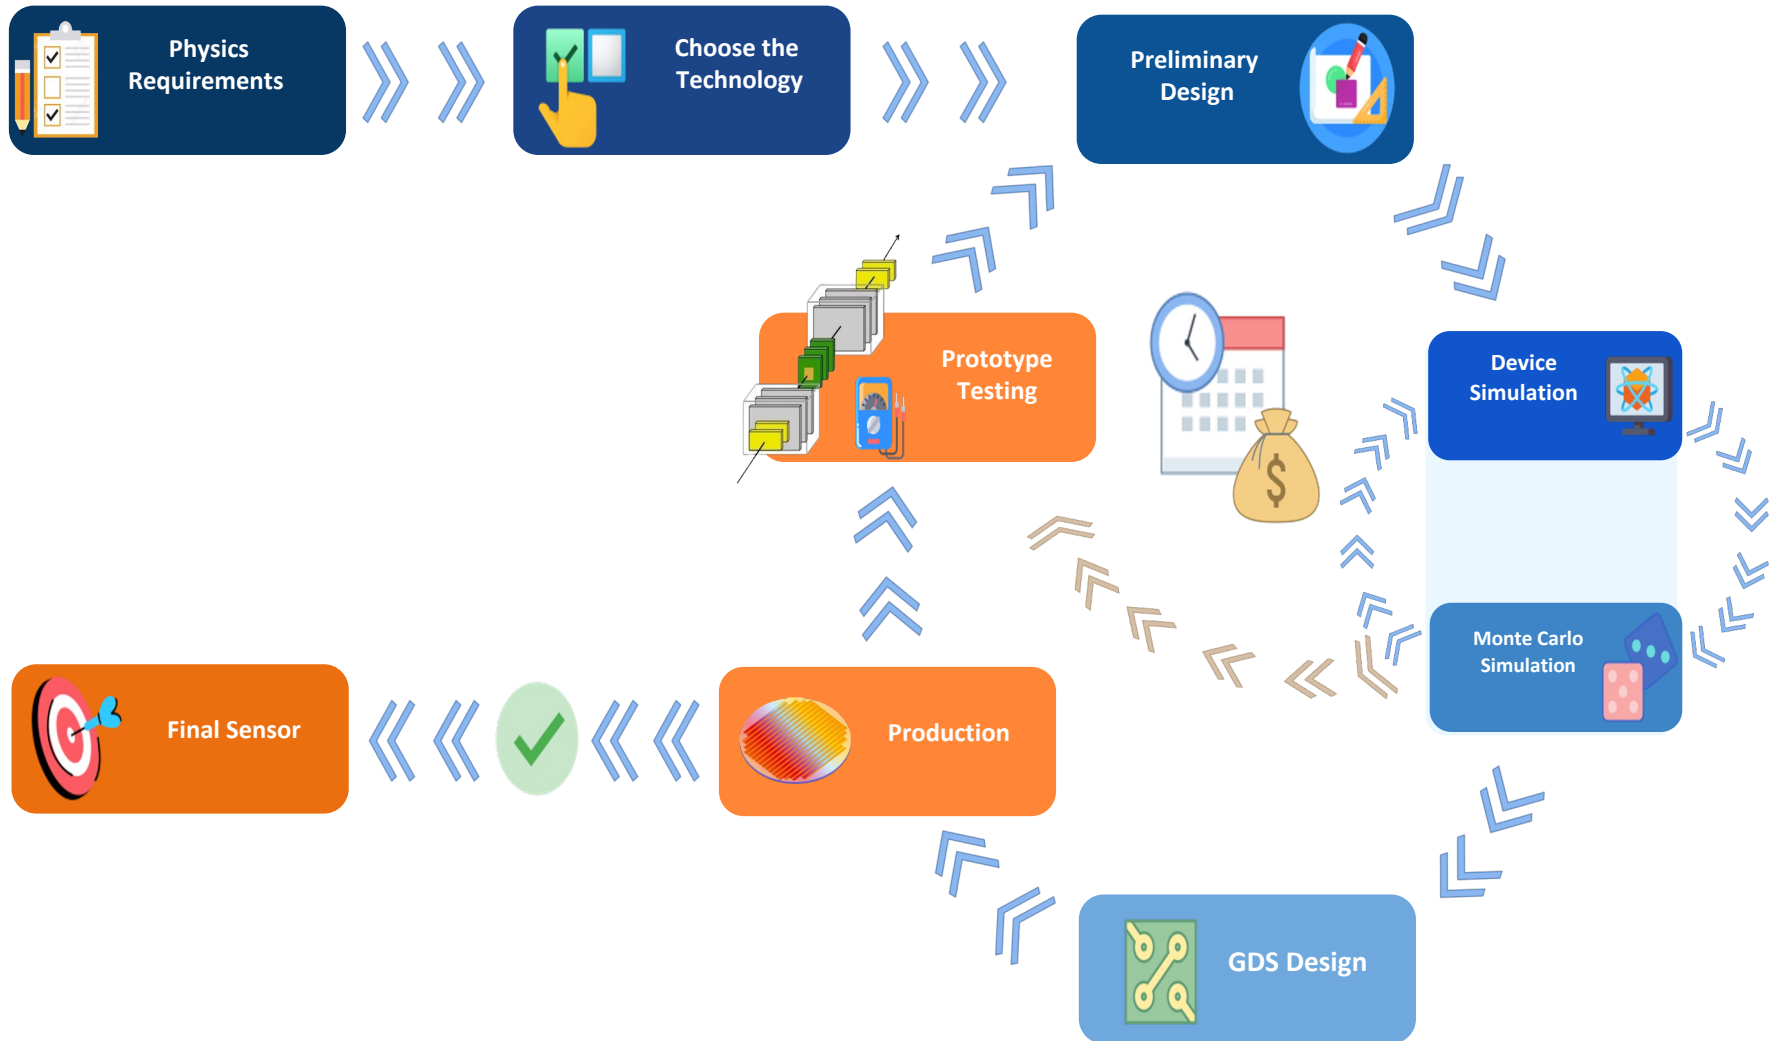 Physics
Requirements
Choose the
Technology
Preliminary
Design
Prototype
Testing
Device
Simulation
$
Monte Carlo
Simulation
Final Sensor
Production
GDS Design